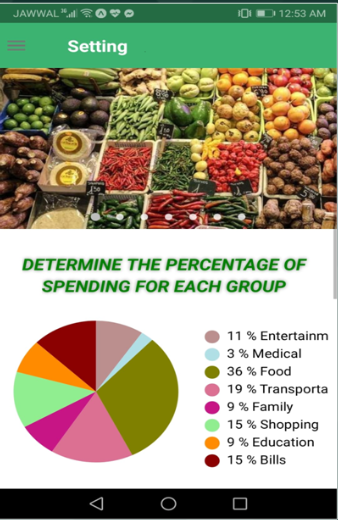 JAWWAL 12:53 AM
Setting
DETERMINE THE PERCENTAGE OF
SPENDING FOR EACH GROUP
11 % Entertainm
3 % Medical
36 % Food
19 % Transporta
9 % Family
15 % Shopping
9 % Education
15 % Bills